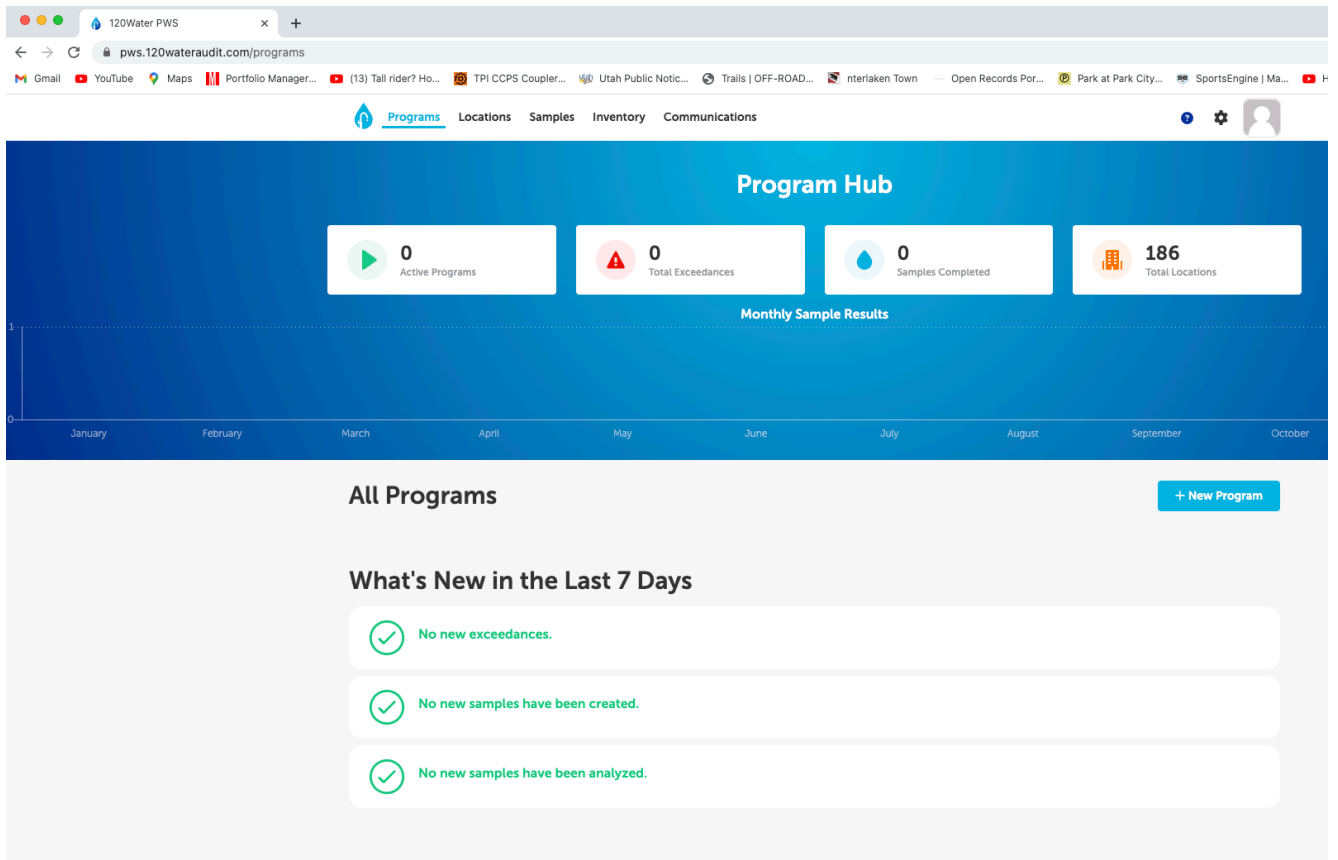 120Water PWS
pws.120wateraudit.com/programs
Gmail YouTube Maps Portfolio Manager... (13) Tall rider? Ho... TPI CCPS Coupler... Utah Public Notic... Trails | OFF-ROAD... nterlaken Town Open Records Por... Park at Park City... SportsEngine | Ma... H
Programs Locations Samples Inventory Communications
Program Hub
0 0 0 186
Active Programs Total Exceedances Samples Completed Total Locations
Monthly Sample Results
1
0
January February March April May June July August September October
All Programs
+ New Program
What's New in the Last 7 Days
No new exceedances.
No new samples have been created.
No new samples have been analyzed.